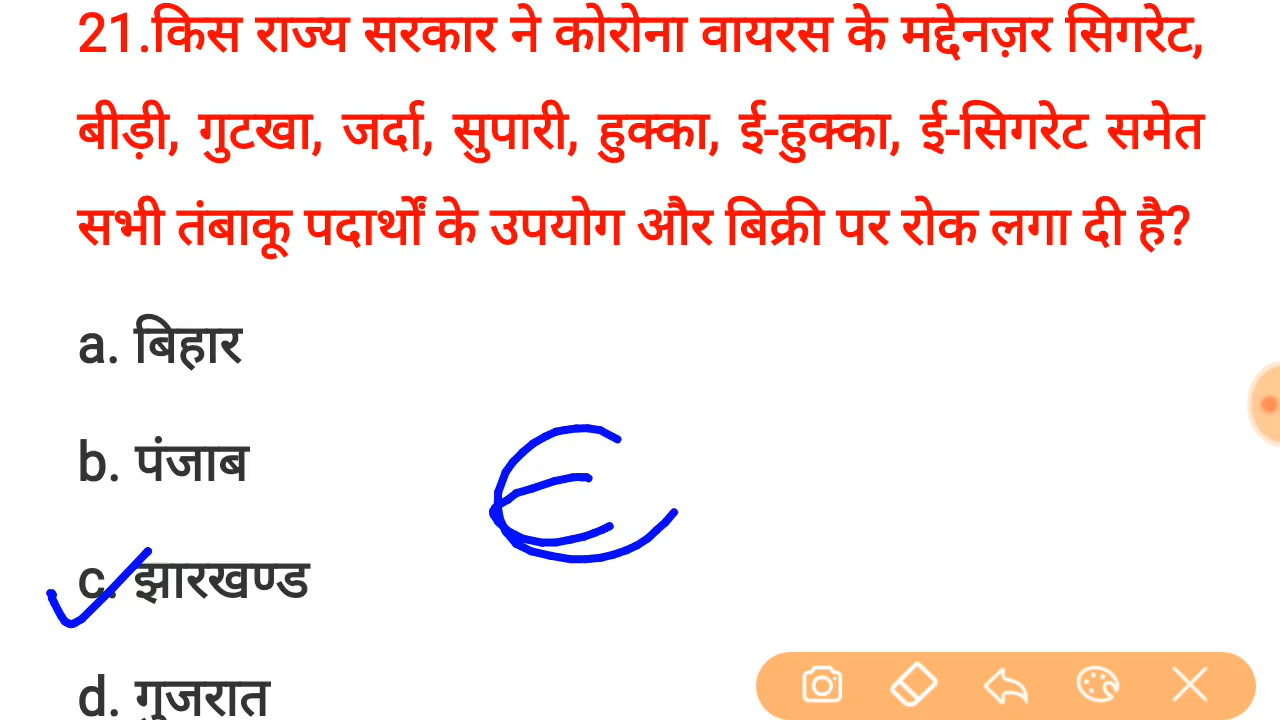 21.किस राज्य सरकार ने कोरोना वायरस के मद्देनज़र सिगरेट,
बीड़ी, गुटखा, जर्दा, सुपारी, हुक्का, ई-हुक्का, ई-सिगरेट समेत
सभी तंबाकू पदार्थों के उपयोग और बिक्री पर रोक लगा दी है?
a. बिहार
b. पंजाब
c. झारखण्ड
d. गुजरात